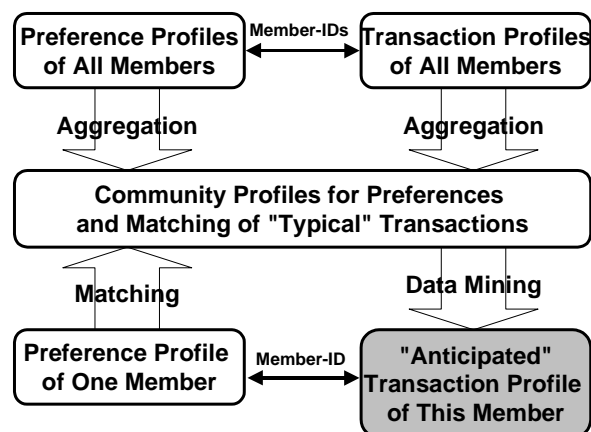 Preference Profiles
of All Members
Member-IDs
Transaction Profiles
of All Members
Aggregation
Aggregation
Community Profiles for Preferences
and Matching of "Typical" Transactions
Matching
Data Mining
Preference Profile
of One Member
Member-ID
"Anticipated"
Transaction Profile
of This Member